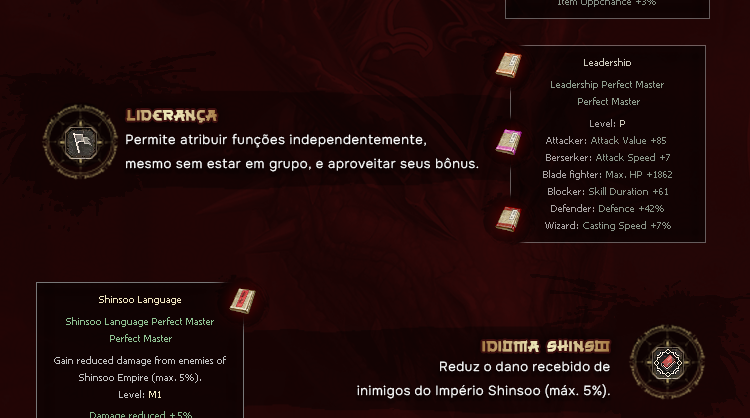 Item Oppchance +3%
Leadership
Leadership Perfect Master
Perfect Master
Level: P
Attacker: Attack Value +85
Berserker: Attack Speed +7
Blade fighter: Max. HP +1862
Blocker: Skill Duration +61
Defender: Defence +42%
Wizard: Casting Speed +7%
LIDERANÇA
Permite atribuir funções independentemente,
mesmo sem estar em grupo, e aproveitar seus bônus.
Shinsoo Language
Shinsoo Language Perfect Master
Perfect Master
Gain reduced damage from enemies of
Shinsoo Empire (max. 5%).
Level: M1
Damage reduced +5%
IDIOMA SHINSOO
Reduz o dano recebido de
inimigos do Império Shinsoo (máx. 5%).